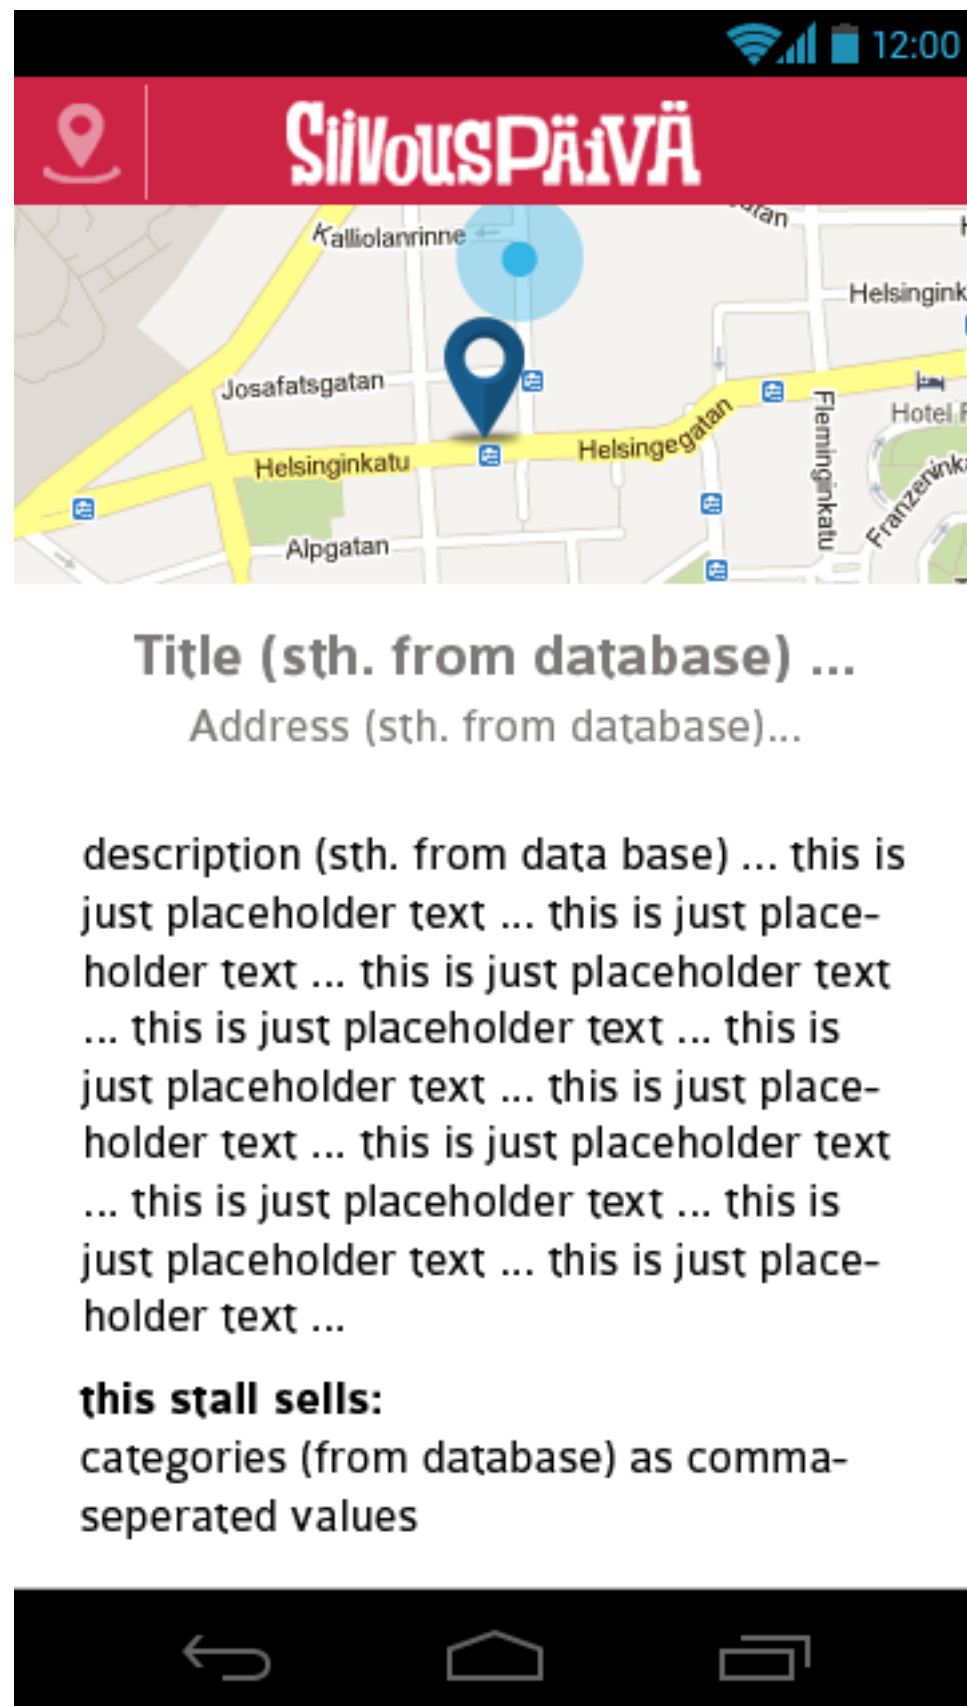 12:00
SiiVOUSPÄiVÄ
Kalliolanrinne
Helsingink
Josafatsgatan
Hotel
Fleminginkatu
Helsingegatan
Helsinginkatu
Franzeninka
Alpgatan
Title (sth. from database) ...
Address (sth. from database)...
description (sth. from data base) ... this is
just placeholder text ... this is just place-
holder text ... this is just placeholder text
... this is just placeholder text ... this is
just placeholder text ... this is just place-
holder text ... this is just placeholder text
... this is just placeholder text ... this is
just placeholder text ... this is just place-
holder text ...
this stall sells:
categories (from database) as comma-
seperated values